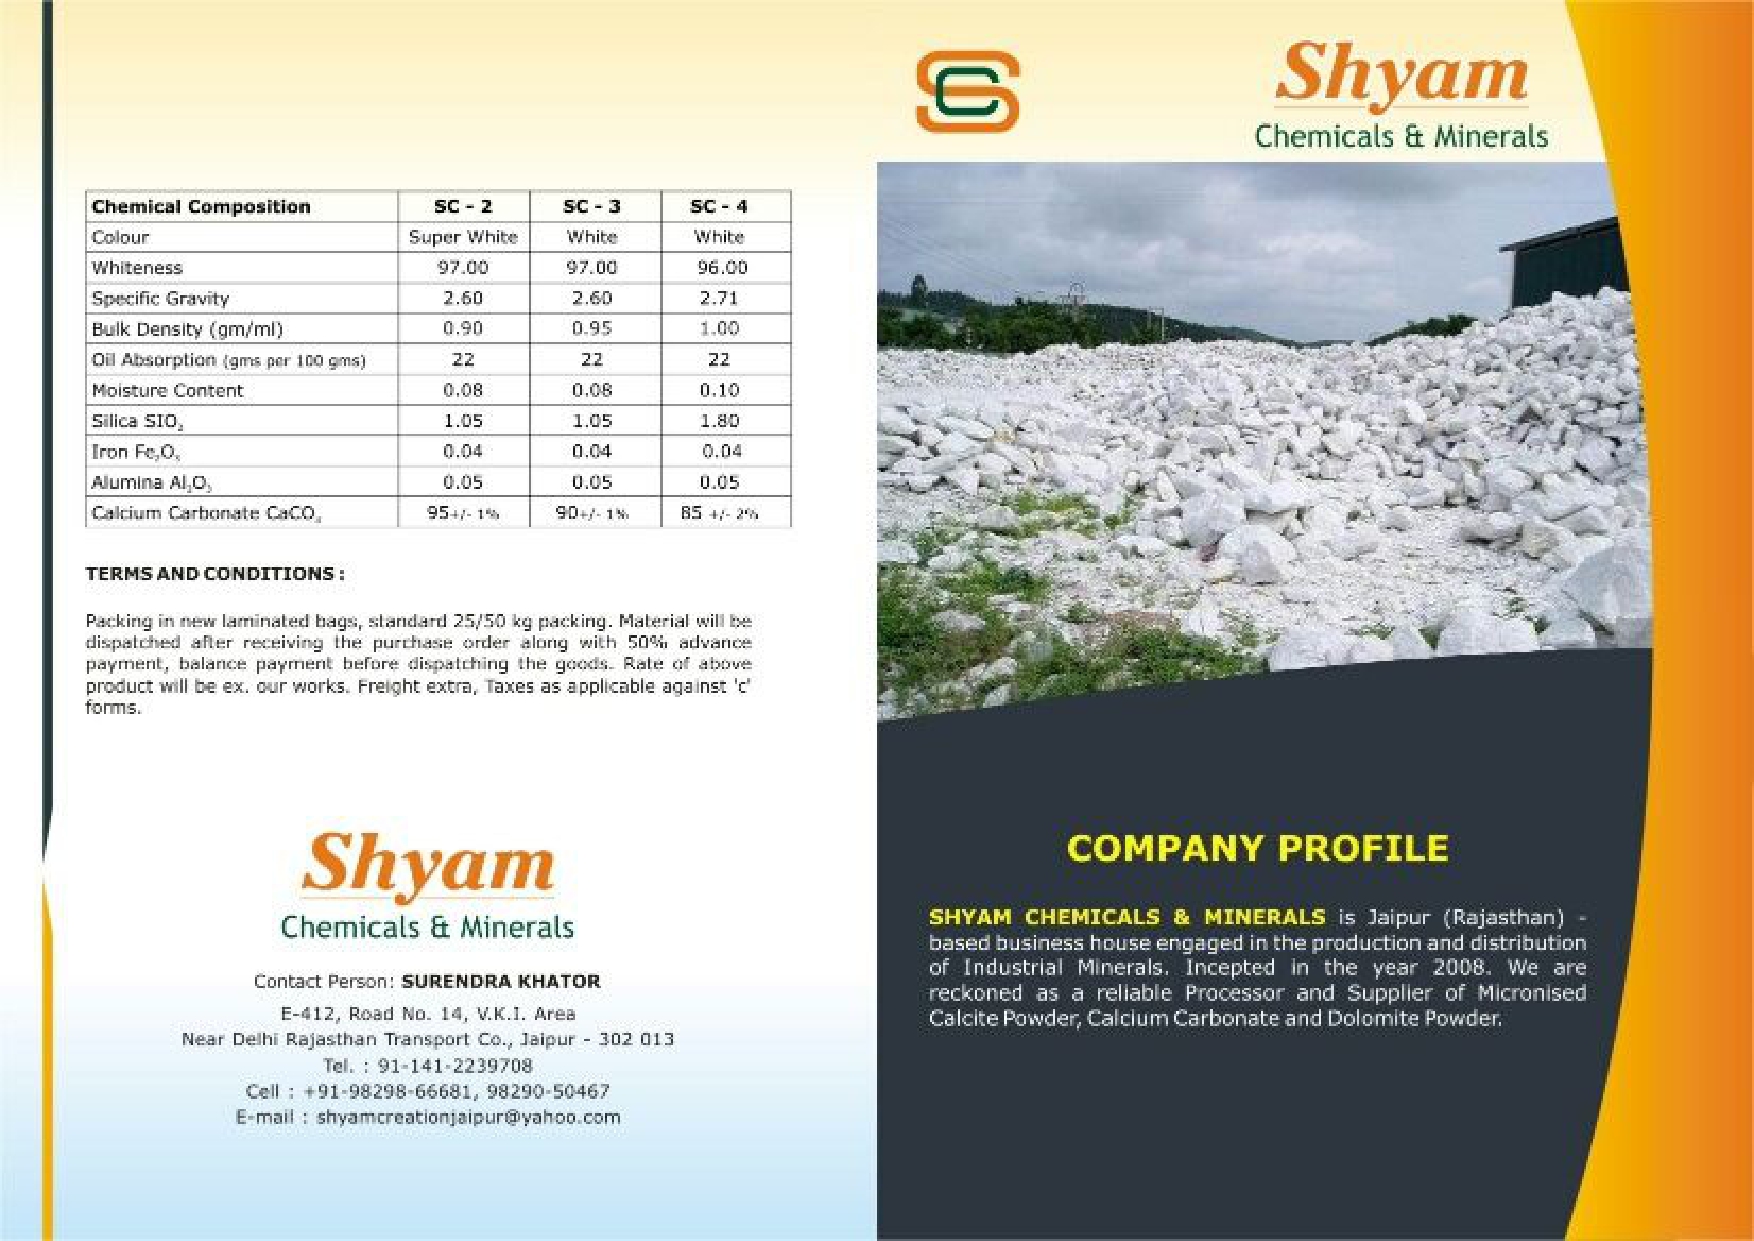 Chemical Composition SC - 2 SC - 3 SC - 4
Colour Super White White White
Whiteness 97.00 97.00 96.00
Specific Gravity 2.60 2.60 2.71
Bulk Density (gm/ml) 0.90 0.95 1.00
Oil Absorption (gms per 100 gms) 22 22 22
Moisture Content 0.08 0.08 0.10
Silica SIO₂ 1.05 1.05 1.80
Iron Fe₂O₃ 0.04 0.04 0.04
Alumina Al₂O₃ 0.05 0.05 0.05
Calcium Carbonate CaCO₃ 95+/- 1% 90+/- 1% 85 +/- 2%
TERMS AND CONDITIONS :
Packing in new laminated bags, standard 25/50 kg packing. Material will be
dispatched after receiving the purchase order along with 50% advance
payment, balance payment before dispatching the goods. Rate of above
product will be ex. our works. Freight extra, Taxes as applicable against 'c'
forms.
Shyam
Chemicals & Minerals
Contact Person: SURENDRA KHATOR
E-412, Road No. 14, V.K.I. Area
Near Delhi Rajasthan Transport Co., Jaipur - 302 013
Tel. : 91-141-2239708
Cell : +91-98298-66681, 98290-50467
E-mail : shyamcreationjaipur@yahoo.com
SC
Shyam
Chemicals & Minerals
COMPANY PROFILE
SHYAM CHEMICALS & MINERALS is Jaipur (Rajasthan) -
based business house engaged in the production and distribution
of Industrial Minerals. Incepted in the year 2008. We are
reckoned as a reliable Processor and Supplier of Micronised
Calcite Powder, Calcium Carbonate and Dolomite Powder.